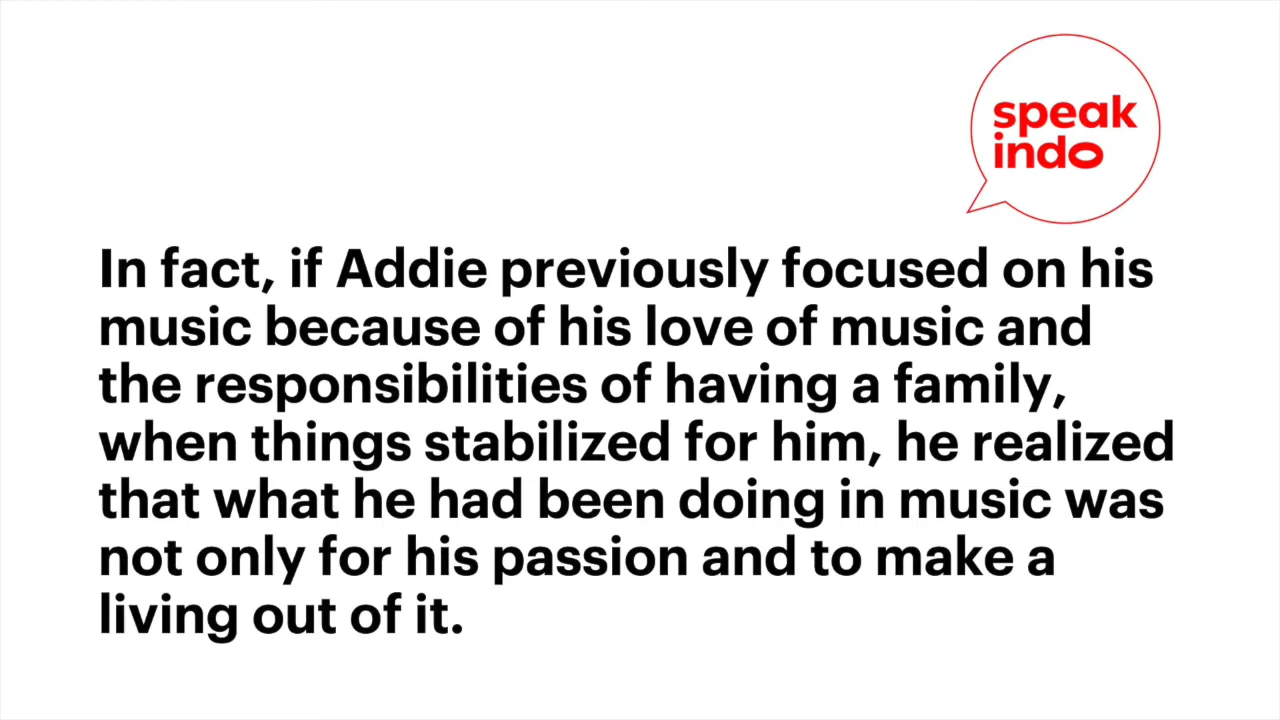 speak
indo
In fact, if Addie previously focused on his
music because of his love of music and
the responsibilities of having a family,
when things stabilized for him, he realized
that what he had been doing in music was
not only for his passion and to make a
living out of it.